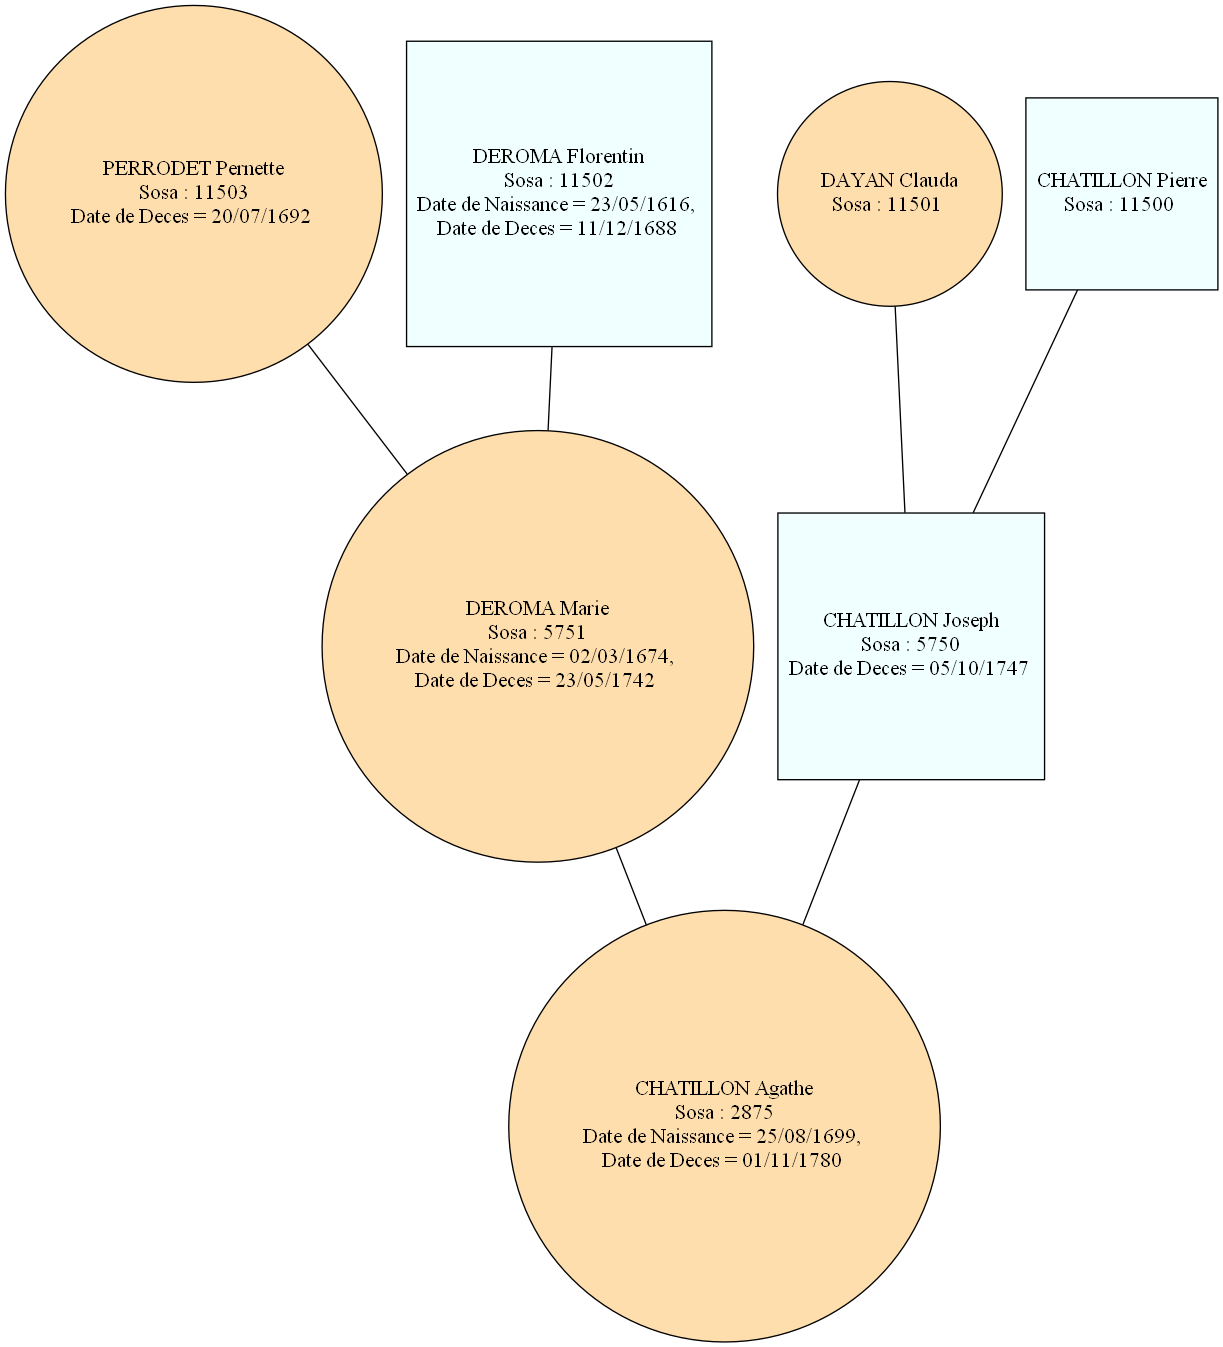 PERRODET Pernette
Sosa : 11503
Date de Deces = 20/07/1692
DEROMA Florentin
Sosa : 11502
Date de Naissance = 23/05/1616,
Date de Deces = 11/12/1688
DAYAN Clauda
Sosa : 11501
CHATILLON Pierre
Sosa : 11500
DEROMA Marie
Sosa : 5751
Date de Naissance = 02/03/1674,
Date de Deces = 23/05/1742
CHATILLON Joseph
Sosa : 5750
Date de Deces = 05/10/1747
CHATILLON Agathe
Sosa : 2875
Date de Naissance = 25/08/1699,
Date de Deces = 01/11/1780